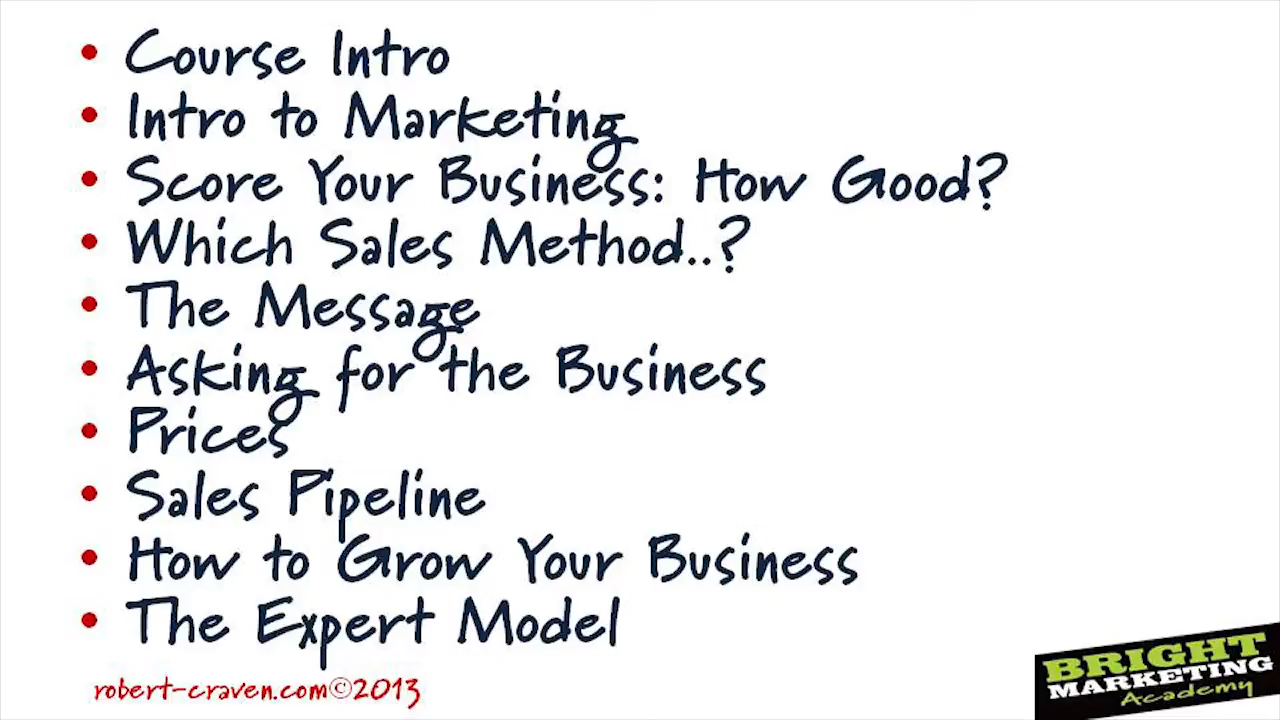 • Course Intro
• Intro to Marketing
• Score Your Business: How Good?
• Which Sales Method..?
• The Message
• Asking for the Business
• Prices
• Sales Pipeline
• How to Grow Your Business
• The Expert Model
robert-craven.com©2013
BRIGHT
MARKETING
Academy